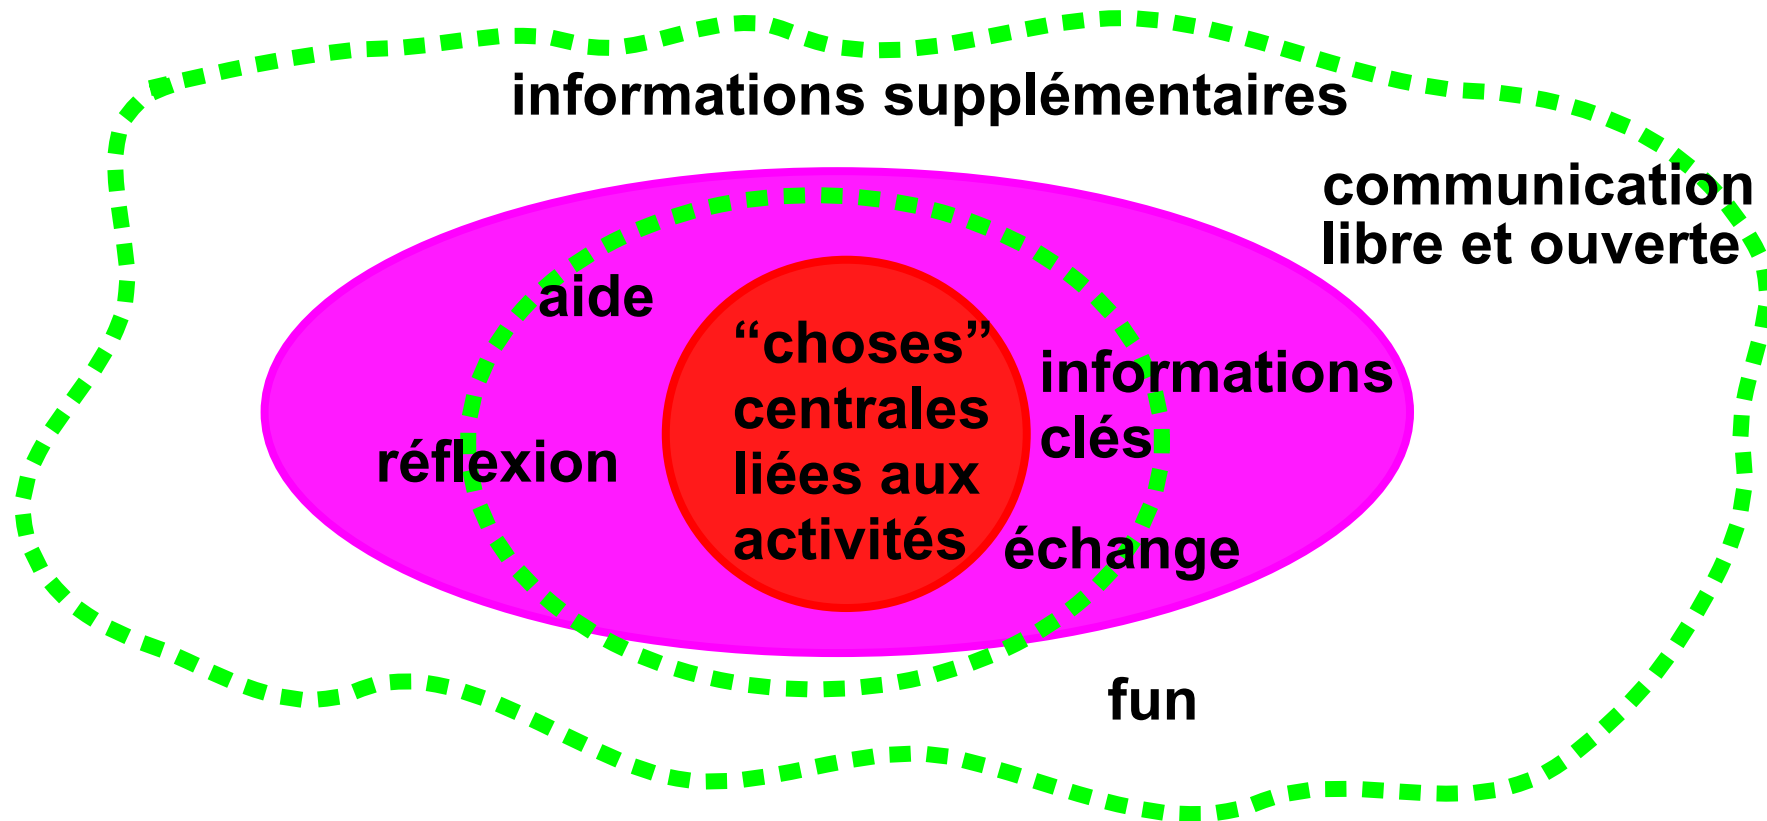 informations supplémentaires
communication
libre et ouverte
aide
“choses”
centrales
liées aux
activités
informations
clés
réflexion
échange
fun